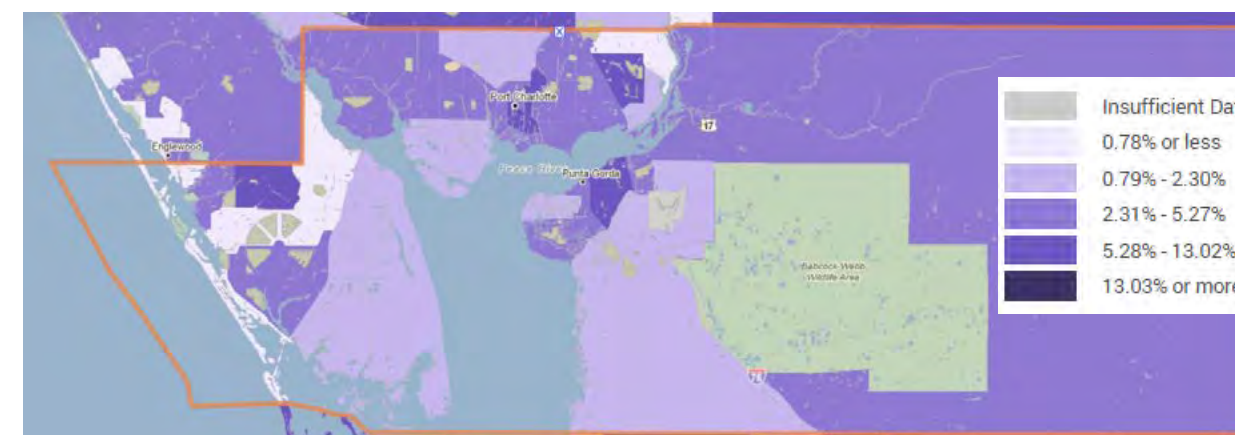 Port Charlotte
17
Englewood
Peace River
Punta Gorda
Babcock Webb
Wildlife Area
Insufficient Dat
0.78% or less
0.79% - 2.30%
2.31% - 5.27%
5.28% - 13.02%
13.03% or more